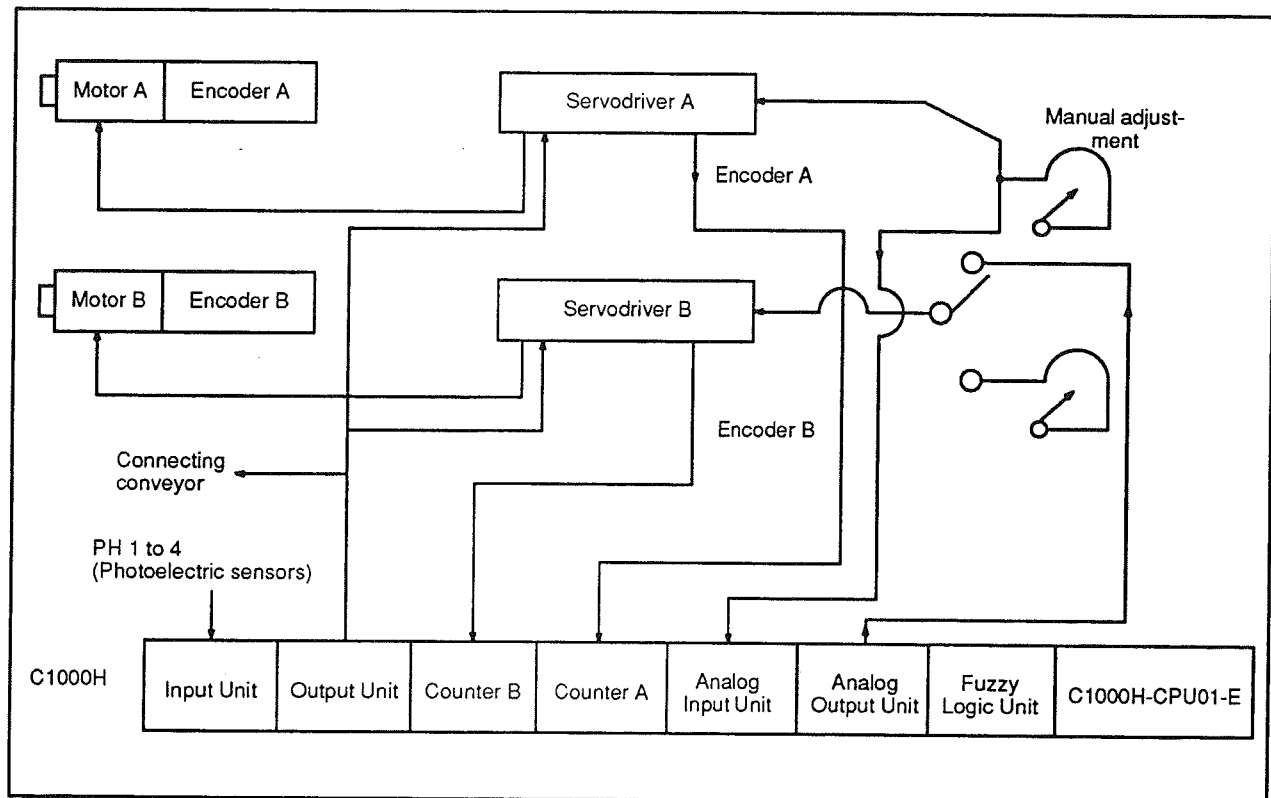 Motor A
Encoder A
Servodriver A
Manual adjust-
ment
Encoder A
Motor B
Encoder B
Servodriver B
Encoder B
Connecting
conveyor
PH 1 to 4
(Photoelectric sensors)
C1000H
Input Unit
Output Unit
Counter B
Counter A
Analog
Input Unit
Analog
Output Unit
Fuzzy
Logic Unit
C1000H-CPU01-E